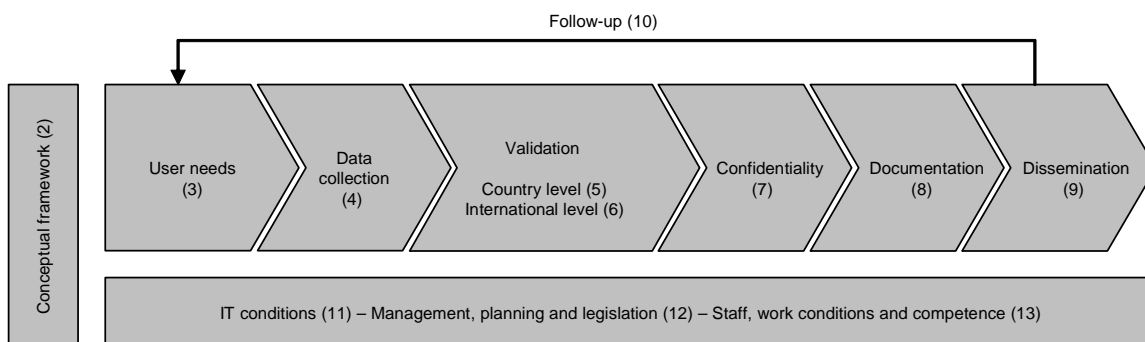 Follow-up (10)
Conceptual framework (2)
User needs
(3)
Data
collection
(4)
Validation
Country level (5)
International level (6)
Confidentiality
(7)
Documentation
(8)
Dissemination
(9)
IT conditions (11) – Management, planning and legislation (12) – Staff, work conditions and competence (13)